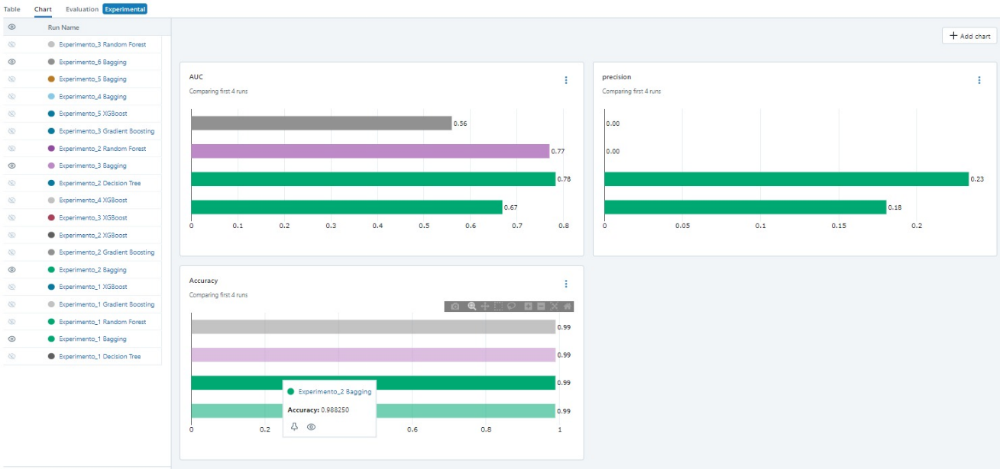 Table Chart Evaluation Experimental
Run Name
Experimento_3 Random Forest
Experimento_6 Bagging
Experimento_5 Bagging
Experimento_4 Bagging
Experimento_5 XGBoost
Experimento_3 Gradient Boosting
Experimento_2 Random Forest
Experimento_3 Bagging
Experimento_2 Decision Tree
Experimento_4 XGBoost
Experimento_3 XGBoost
Experimento_2 XGBoost
Experimento_2 Gradient Boosting
Experimento_2 Bagging
Experimento_1 XGBoost
Experimento_1 Gradient Boosting
Experimento_1 Random Forest
Experimento_1 Bagging
Experimento_1 Decision Tree
+ Add chart
AUC
Comparing first 4 runs
0.56
0.77
0.78
0.67
0 0.1 0.2 0.3 0.4 0.5 0.6 0.7 0.8
precision
Comparing first 4 runs
0.00
0.00
0.23
0.18
0 0.05 0.1 0.15 0.2
Accuracy
Comparing first 4 runs
0.99
0.99
0.99
0.99
Experimento_2 Bagging
Accuracy: 0.988250
0 0.2 0.6 0.8 1